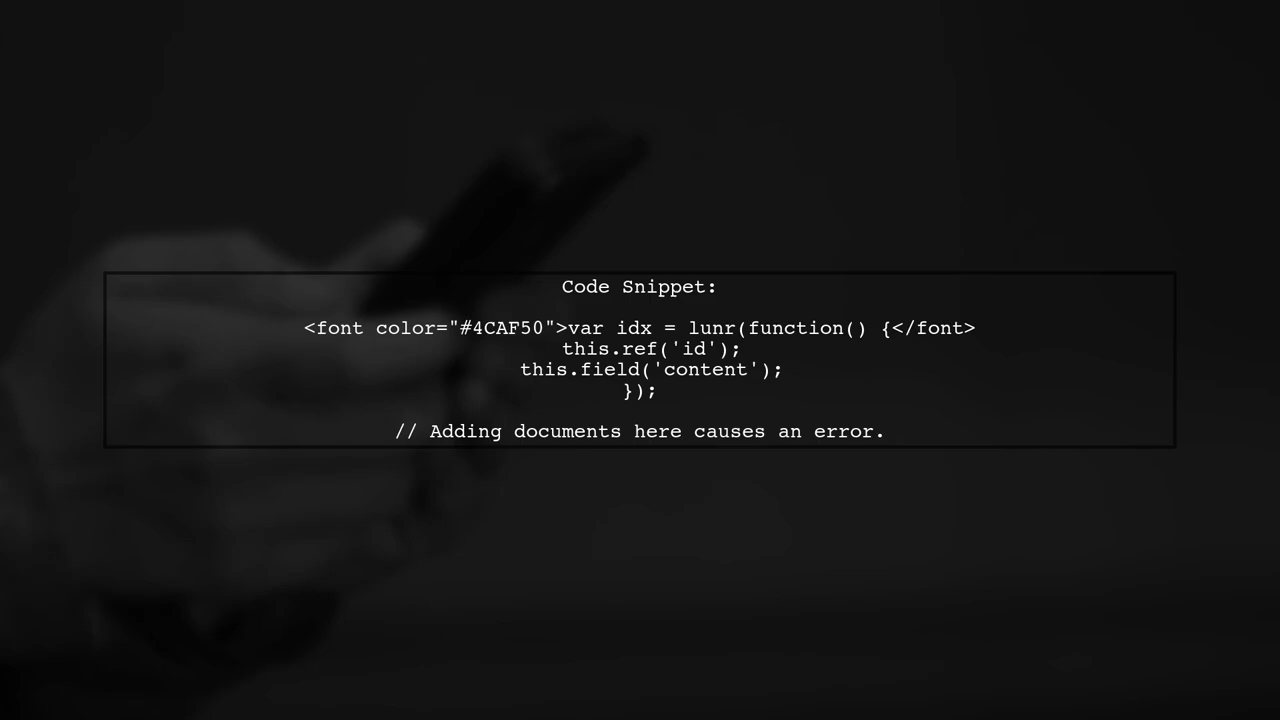 Code Snippet:
<font color="#4CAF50">var idx = lunr(function() {</font>
this.ref('id');
this.field('content');
});
// Adding documents here causes an error.